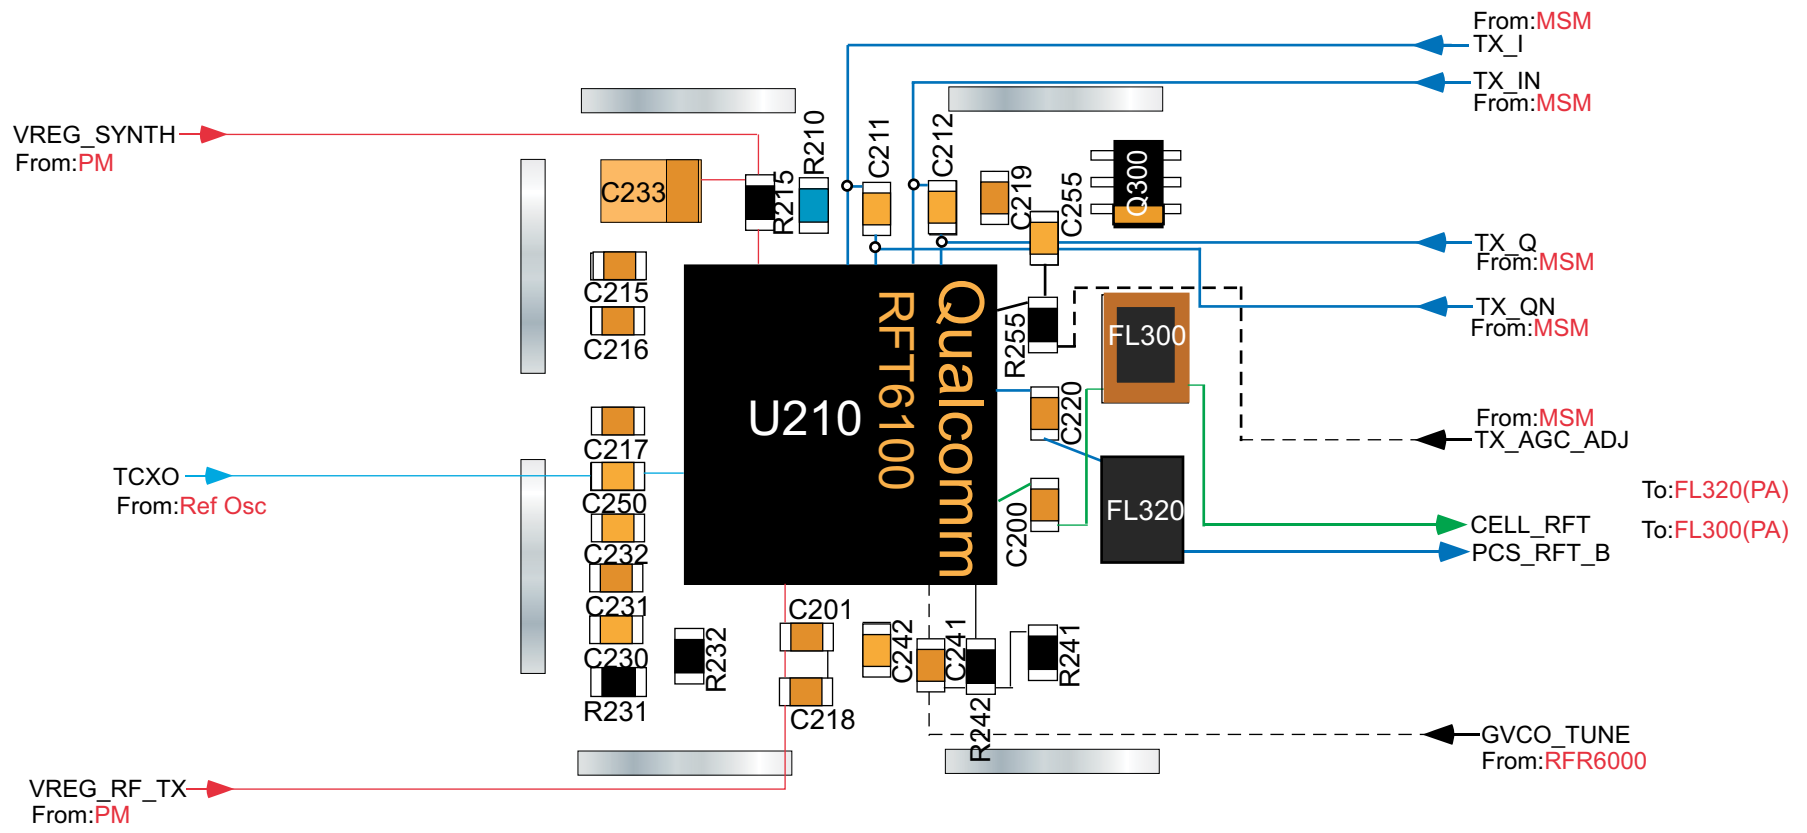 From:MSM
TX_I
TX_IN
From:MSM
VREG_SYNTH
From:PM
R210
C211
C212
C233
R215
C219
C255
Q300
TX_Q
From:MSM
C215
C216
TX_QN
From:MSM
R255
FL300
Qualcomm
RFT6100
U210
C220
From:MSM
TX_AGC_ADJ
C217
TCXO
From:Ref Osc
C250
To:FL320(PA)
C200
FL320
CELL_RFT
To:FL300(PA)
PCS_RFT_B
C232
C231
C201
C230
R232
C242
C241
R241
R231
C218
R242
GVCO_TUNE
From:RFR6000
VREG_RF_TX
From:PM